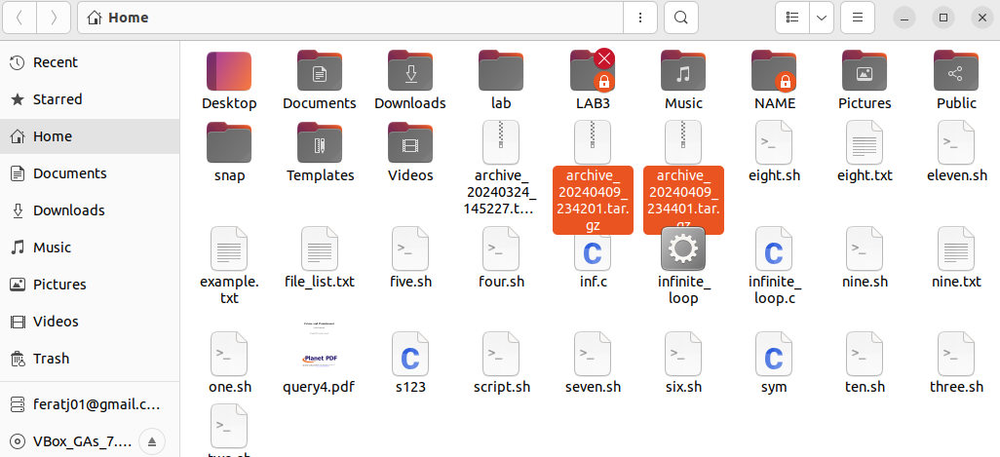 Home
Recent
Starred
Home
Documents
Downloads
Music
Pictures
Videos
Trash
feratj01@gmail.c...
VBox_GAs_7....
Desktop
Documents
Downloads
lab
LAB3
Music
NAME
Pictures
Public
snap
Templates
Videos
archive_
20240324_
145227.t...
archive_
20240409_
234201.tar.
gz
archive_
20240409_
234401.tar.
gz
eight.sh
eight.txt
eleven.sh
example.
txt
file_list.txt
five.sh
four.sh
inf.c
infinite_
loop
infinite_
loop.c
nine.sh
nine.txt
one.sh
Planet PDF
query4.pdf
s123
script.sh
seven.sh
six.sh
sym
ten.sh
three.sh
two.sh